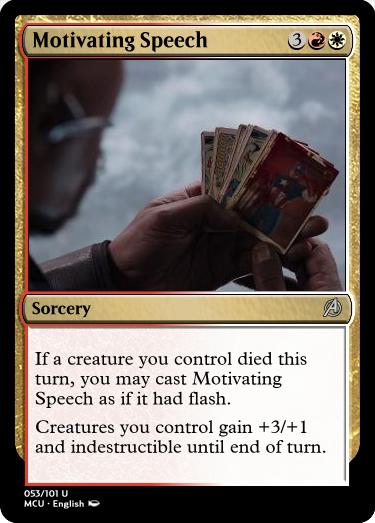 Motivating Speech 3
Sorcery
If a creature you control died this
turn, you may cast Motivating
Speech as if it had flash.
Creatures you control gain +3/+1
and indestructible until end of turn.
053/101 U
MCU · English